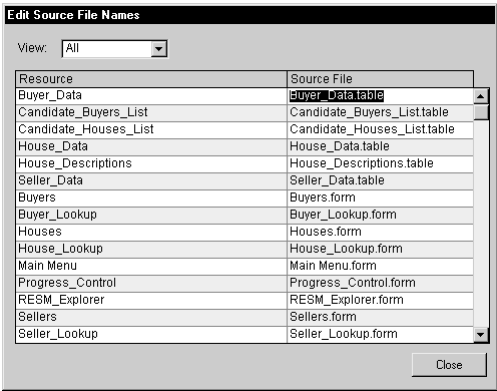 Edit Source File Names
View: All
Resource Source File
Buyer_Data Buyer_Data.table
Candidate_Buyers_List Candidate_Buyers_List.table
Candidate_Houses_List Candidate_Houses_List.table
House_Data House_Data.table
House_Descriptions House_Descriptions.table
Seller_Data Seller_Data.table
Buyers Buyers.form
Buyer_Lookup Buyer_Lookup.form
Houses Houses.form
House_Lookup House_Lookup.form
Main Menu Main Menu.form
Progress_Control Progress_Control.form
RESM_Explorer RESM_Explorer.form
Sellers Sellers.form
Seller_Lookup Seller_Lookup.form
Close